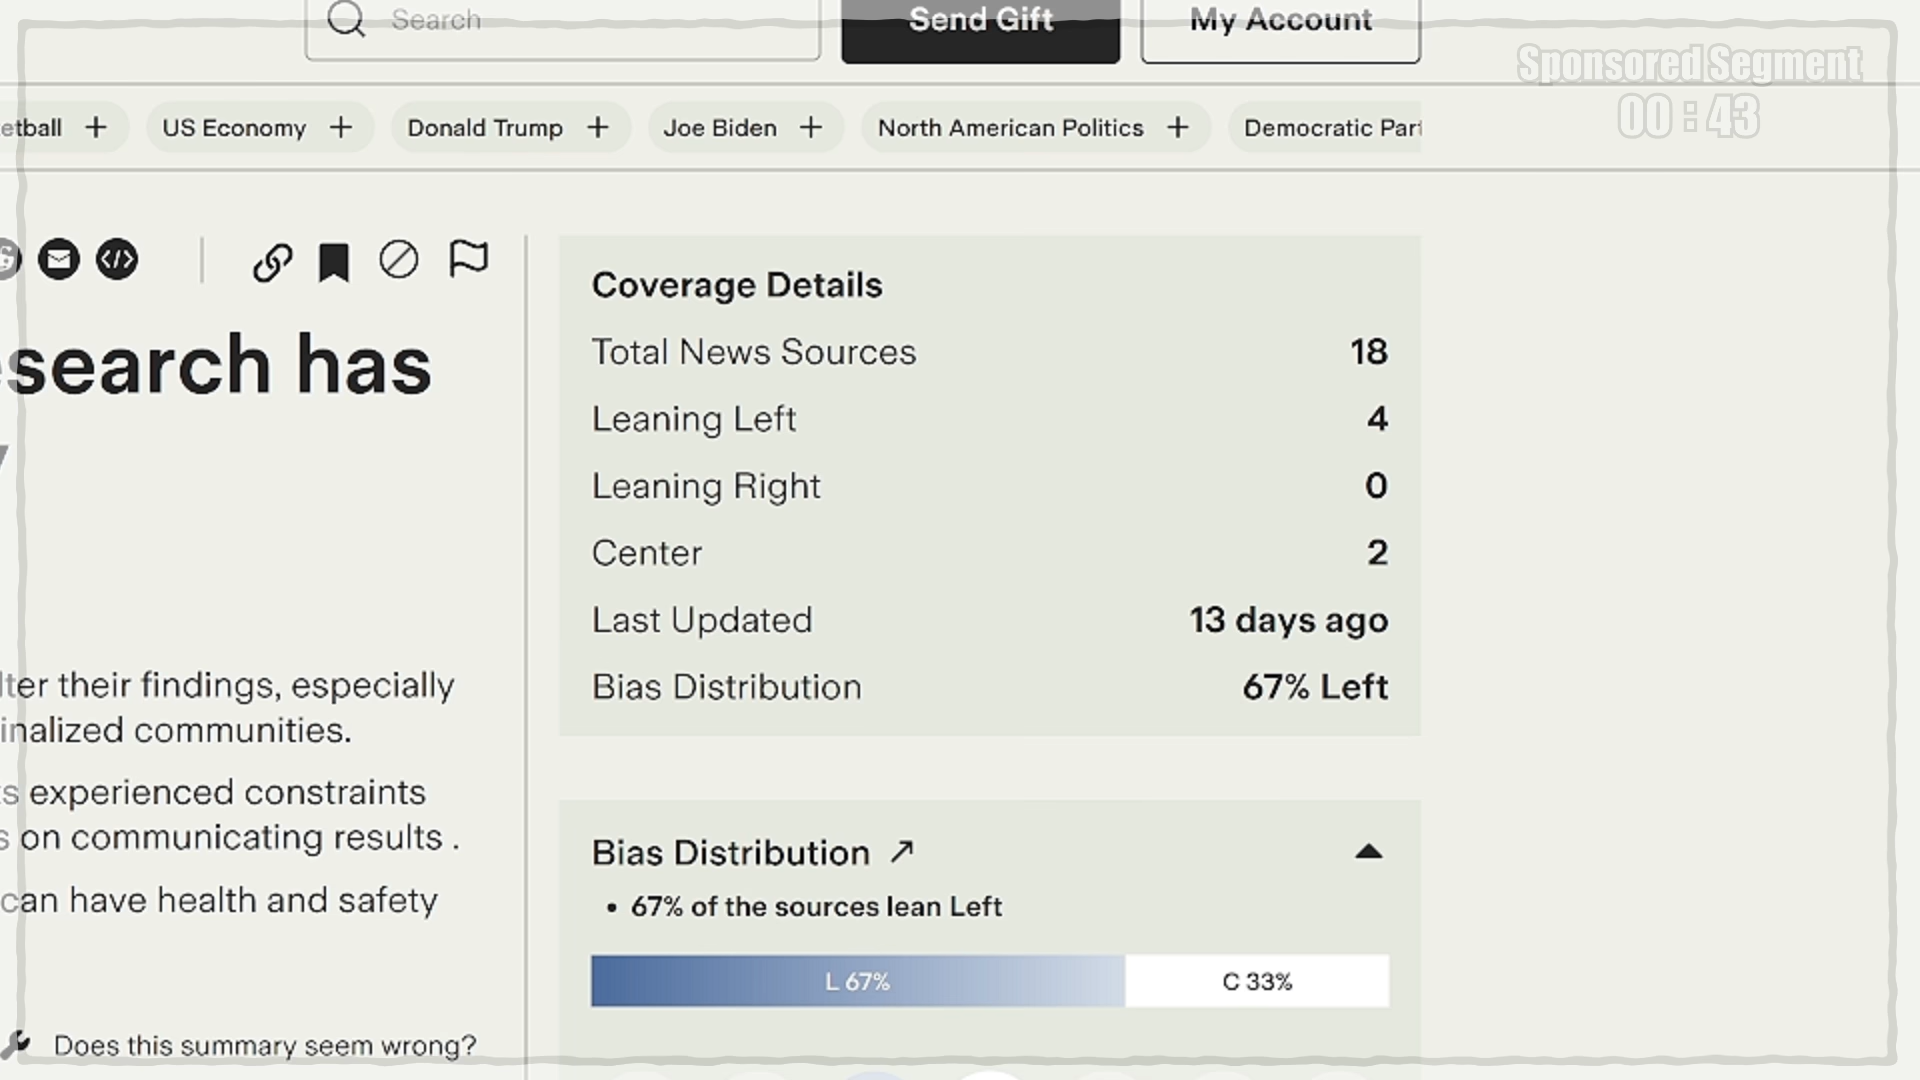 Search
Send Gift
My Account
Sponsored Segment
00:43
etball +
US Economy +
Donald Trump +
Joe Biden +
North American Politics +
Democratic Part
search has
Coverage Details
Total News Sources 18
Leaning Left 4
Leaning Right 0
Center 2
Last Updated 13 days ago
Bias Distribution 67% Left
lter their findings, especially
inalized communities.
s experienced constraints
s on communicating results .
can have health and safety
Does this summary seem wrong?
Bias Distribution ↗
• 67% of the sources lean Left
L 67%
C 33%